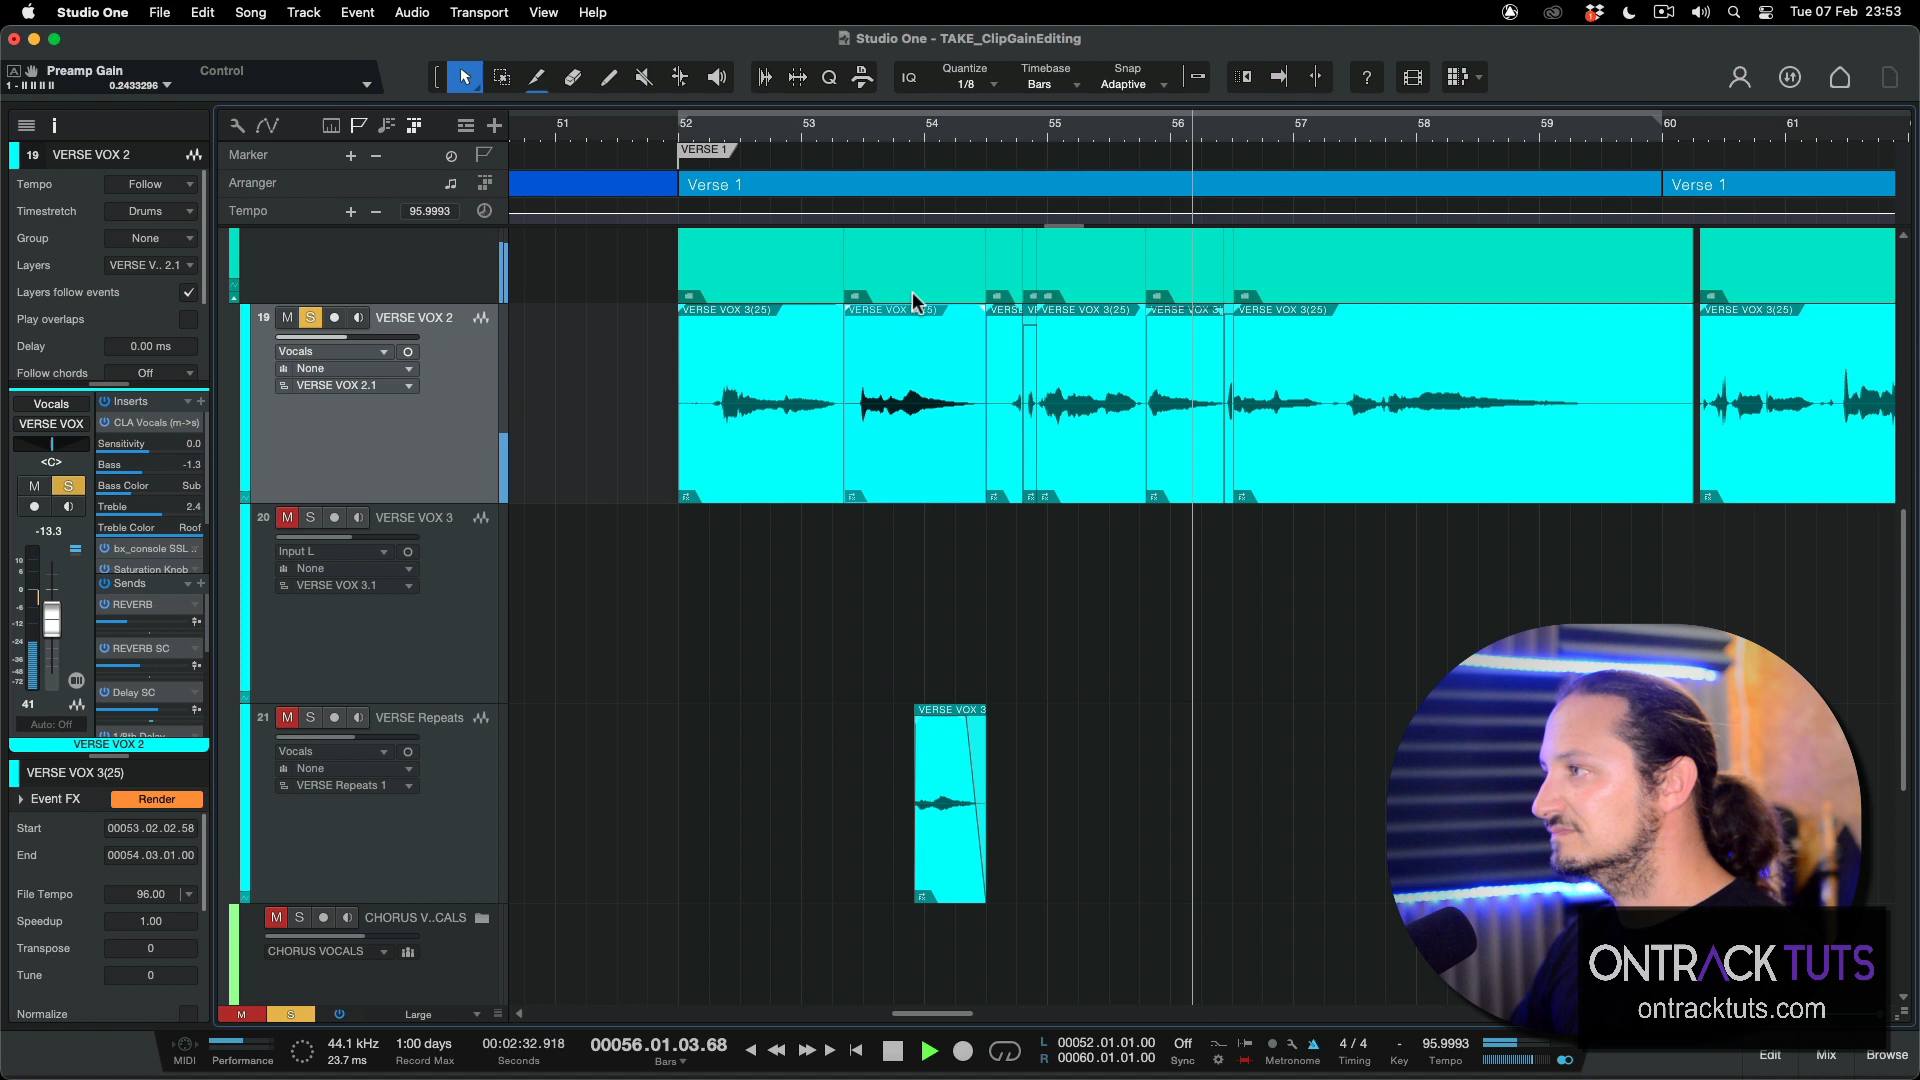 Studio One File Edit Song Track Event Audio Transport View Help
Tue 07 Feb 23:53
Studio One - TAKE_ClipGainEditing
Preamp Gain Control
0.2433296
IQ Quantize 1/8 Timebase Bars Snap Adaptive
51 52 53 54 55 56 57 58 59 60 61
19 VERSE VOX 2
Tempo Follow
Timestretch Drums
Group None
Layers VERSE V.. 2.1
Layers follow events
Play overlaps
Delay 0.00 ms
Follow chords Off
Marker
VERSE 1
Arranger
Verse 1 Verse 1
Tempo 95.9993
19 M S VERSE VOX 2
Vocals
None
VERSE VOX 2.1
VERSE VOX 3(25)
VERSE VOX 3(25)
VERSE VOX 3(25)
VERSE VOX 3(25)
20 M S VERSE VOX 3
Input L
None
VERSE VOX 3.1
21 M S VERSE Repeats
Vocals
None
VERSE Repeats 1
VERSE VOX 3
M S CHORUS V..CALS
CHORUS VOCALS
Vocals
VERSE VOX
<C>
M S
-13.3
41
Auto: Off
VERSE VOX 2
Inserts
CLA Vocals (m->s)
Sensitivity 0.0
Bass -1.3
Bass Color Sub
Treble 2.4
Treble Color Roof
bx_console SSL ..
Saturation Knob
Sends
REVERB
REVERB SC
Delay SC
1/8th Delay
VERSE VOX 3(25)
Event FX Render
Start 00053.02.02.58
End 00054.03.01.00
File Tempo 96.00
Speedup 1.00
Transpose 0
Tune 0
Normalize
M S Large
MIDI Performance
44.1 kHz
23.7 ms
1:00 days
Record Max
00:02:32.918
Seconds
00056.01.03.68
Bars
L 00052.01.01.00
R 00060.01.01.00
Off
Sync
Metronome
4 / 4
Timing
-
Key
95.9993
Tempo
Edit Mix Browse
ONTRACK TUTS
ontracktuts.com